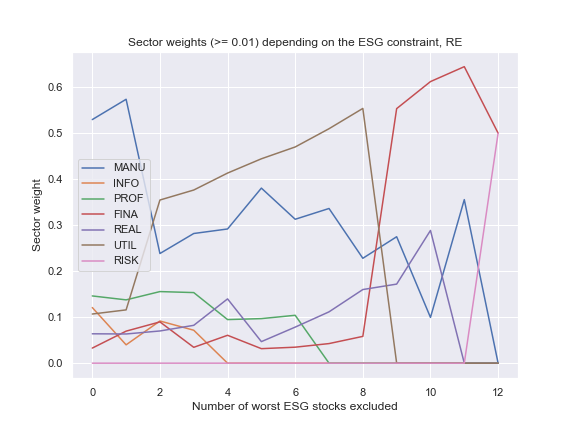 Sector weights (>= 0.01) depending on the ESG constraint, RE
Sector weight
0.6
0.5
0.4
0.3
0.2
0.1
0.0
MANU
INFO
PROF
FINA
REAL
UTIL
RISK
0 2 4 6 8 10 12
Number of worst ESG stocks excluded